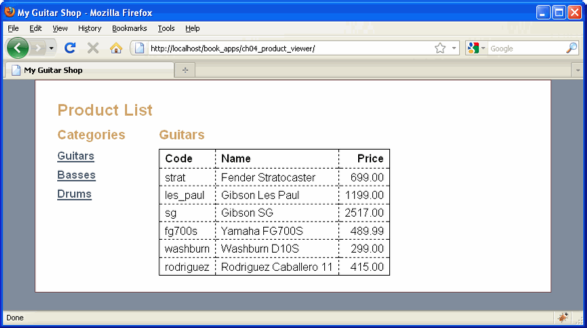 My Guitar Shop - Mozilla Firefox
File Edit View History Bookmarks Tools Help
http://localhost/book_apps/ch04_product_viewer/ Google
My Guitar Shop
Product List
Categories Guitars
Guitars
Basses
Drums
Code Name Price
strat Fender Stratocaster 699.00
les_paul Gibson Les Paul 1199.00
sg Gibson SG 2517.00
fg700s Yamaha FG700S 489.99
washburn Washburn D10S 299.00
rodriguez Rodriguez Caballero 11 415.00
Done